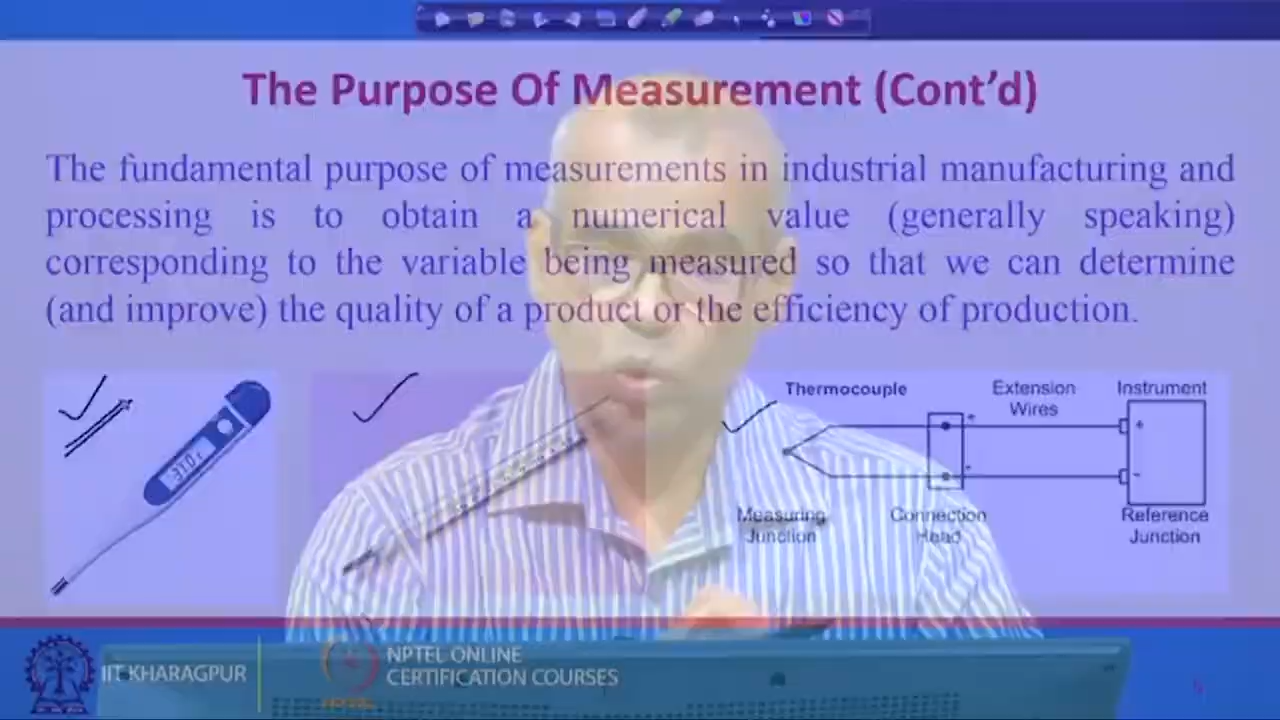 The Purpose Of Measurement (Cont'd)
The fundamental purpose of measurements in industrial manufacturing and
processing is to obtain a numerical value (generally speaking)
corresponding to the variable being measured so that we can determine
(and improve) the quality of a product or the efficiency of production.
Thermocouple
Extension
Wires
Instrument
+
-
+
-
Measuring
Junction
Connection
Head
Reference
Junction
IIT KHARAGPUR
NPTEL ONLINE
CERTIFICATION COURSES